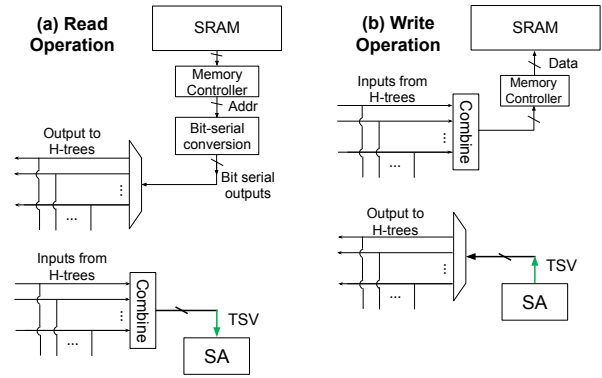 (a) Read
Operation
SRAM
Memory
Controller
Addr
Bit-serial
conversion
Output to
H-trees
...
...
Bit serial
outputs
Inputs from
H-trees
Combine
...
...
TSV
SA
(b) Write
Operation
SRAM
Data
Memory
Controller
Inputs from
H-trees
Combine
...
...
Output to
H-trees
...
...
TSV
SA